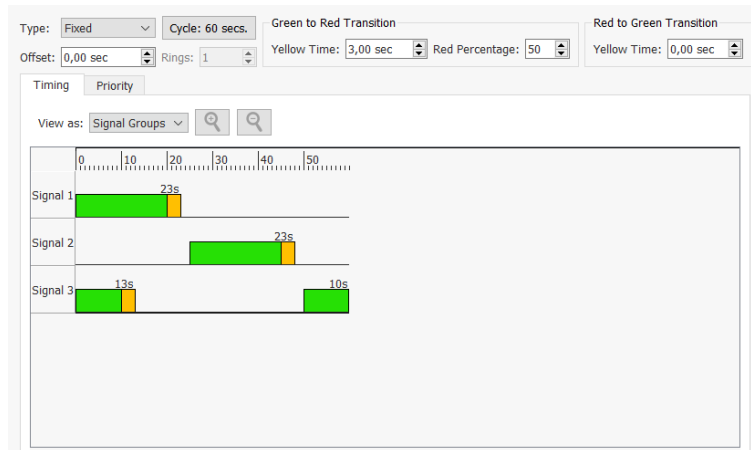 Green to Red Transition
Red to Green Transition
Type: Fixed Cycle: 60 secs.
Yellow Time: 3,00 sec Red Percentage: 50
Yellow Time: 0,00 sec
Offset: 0,00 sec Rings: 1
Timing Priority
View as: Signal Groups
0 10 20 30 40 50
23s
Signal 1
23s
Signal 2
13s 10s
Signal 3